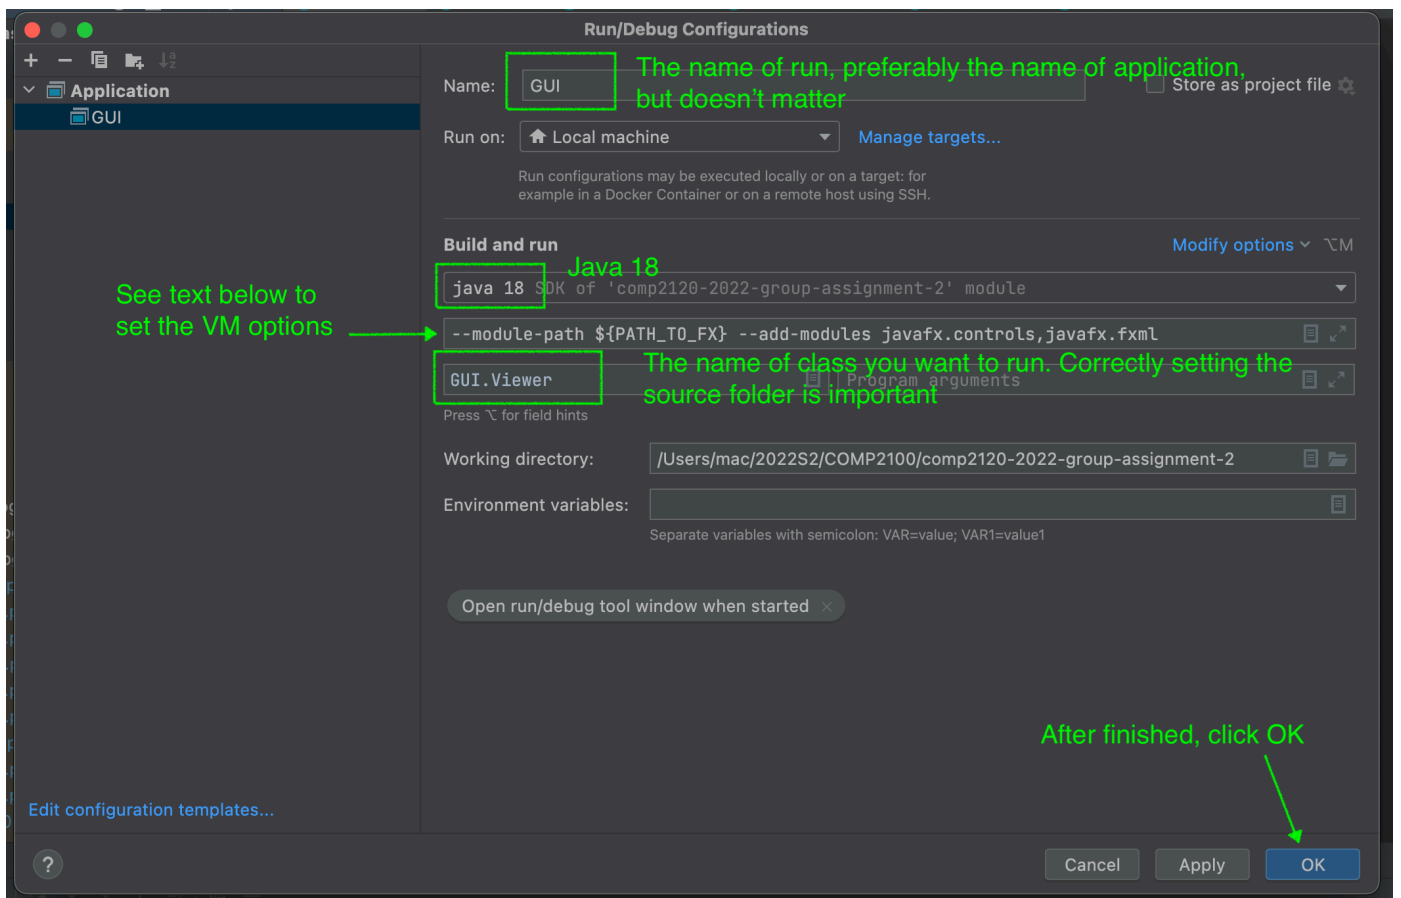 Run/Debug Configurations
Application
GUI
Name:
GUI
The name of run, preferably the name of application,
but doesn't matter
Store as project file
Run on:
Local machine
Manage targets...
Run configurations may be executed locally or on a target: for
example in a Docker Container or on a remote host using SSH.
Build and run
Modify options
⌥M
Java 18
java 18 SDK of 'comp2120-2022-group-assignment-2' module
See text below to
set the VM options
--module-path ${PATH_TO_FX} --add-modules javafx.controls,javafx.fxml
GUI.Viewer
Program arguments
The name of class you want to run. Correctly setting the
source folder is important
Press ⌥ for field hints
Working directory:
/Users/mac/2022S2/COMP2100/comp2120-2022-group-assignment-2
Environment variables:
Separate variables with semicolon: VAR=value; VAR1=value1
Open run/debug tool window when started
After finished, click OK
Edit configuration templates...
?
Cancel
Apply
OK